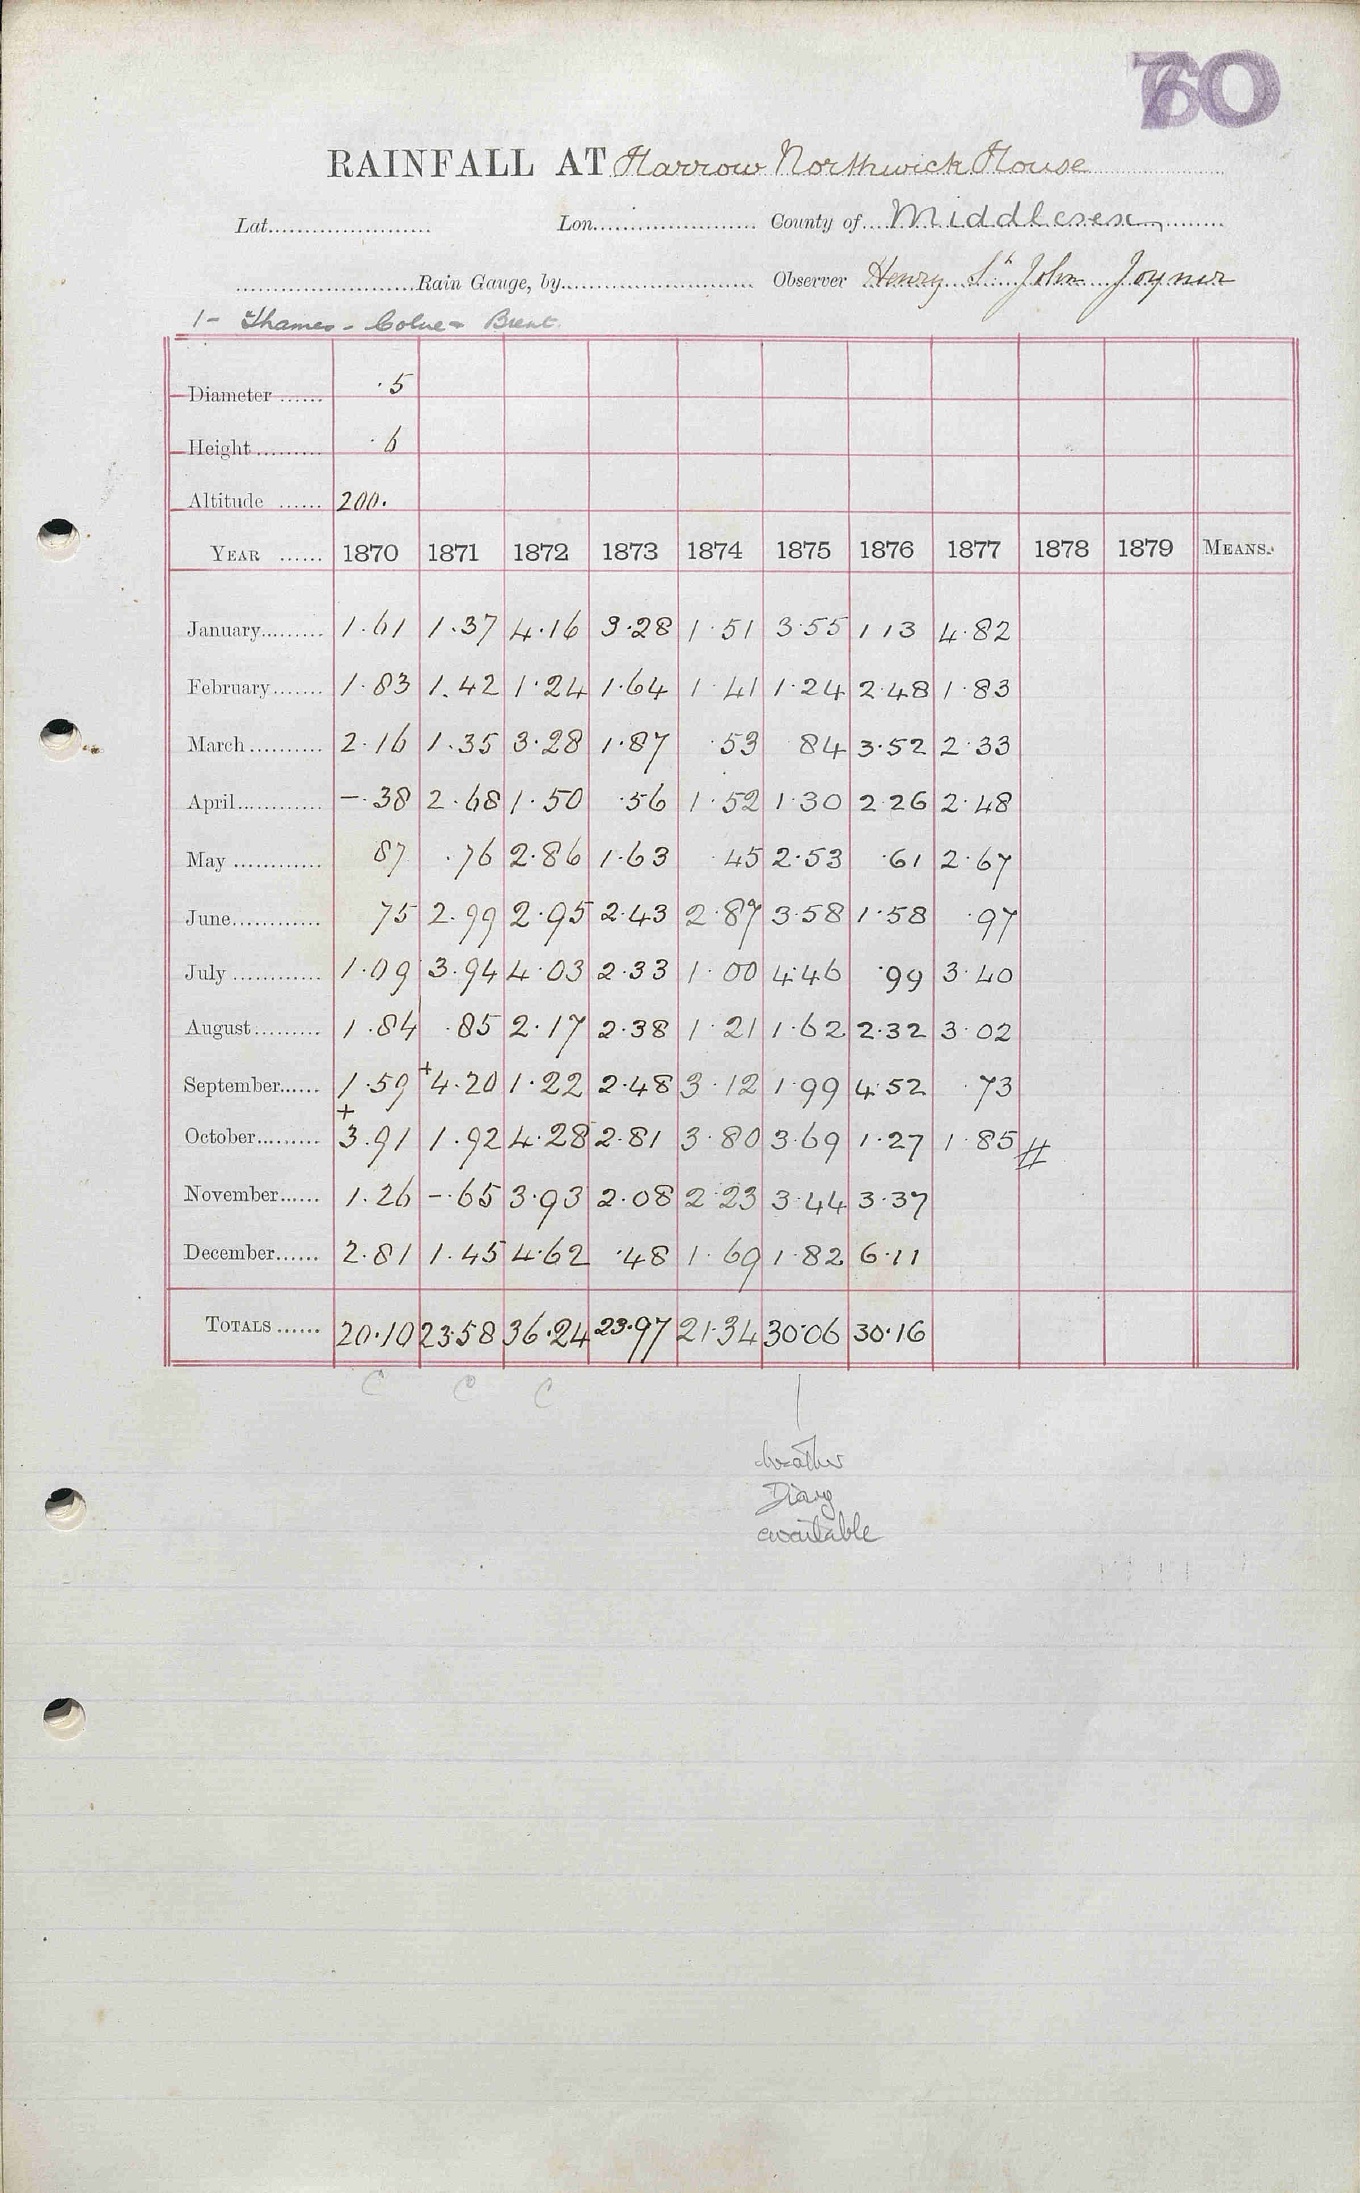 760
RAINFALL AT Harrow Northwick House
Lat. Lon. County of Middlesex
Rain Gauge, by Observer Henry St John Joyner
1- Thames - Colne - Brent
Diameter ...... .5
Height ......... .6
Altitude ...... 200.
YEAR ...... 1870 1871 1872 1873 1874 1875 1876 1877 1878 1879 MEANS.
January......... 1.61 1.37 4.16 3.28 1.51 3.55 1 13 4.82
February....... 1.83 1.42 1.24 1.64 1.41 1.24 2.48 1.83
March.......... 2.16 1.35 3.28 1.87 .53 84 3.52 2.33
April............ -.38 2.68 1.50 .56 1.52 1.30 2.26 2.48
May ............ 87 .76 2.86 1.63 .45 2.53 .61 2.67
June............ 75 2.99 2.95 2.43 2.87 3.58 1.58 .97
July ............ 1.09 3.94 4.03 2.33 1.00 4.46 .99 3.40
August......... 1.84 .85 2.17 2.38 1.21 1.62 2.32 3.02
September...... 1.59 +4.20 1.22 2.48 3.12 1.99 4.52 .73
October......... +3.91 1.92 4.28 2.81 3.80 3.69 1.27 1.85 #
November...... 1.26 -.65 3.93 2.08 2.23 3.44 3.37
December...... 2.81 1.45 4.62 .48 1.69 1.82 6.11
TOTALS ...... 20.10 23.58 36.24 23.97 21.34 30.06 30.16
C C C
Weather
Diary
available